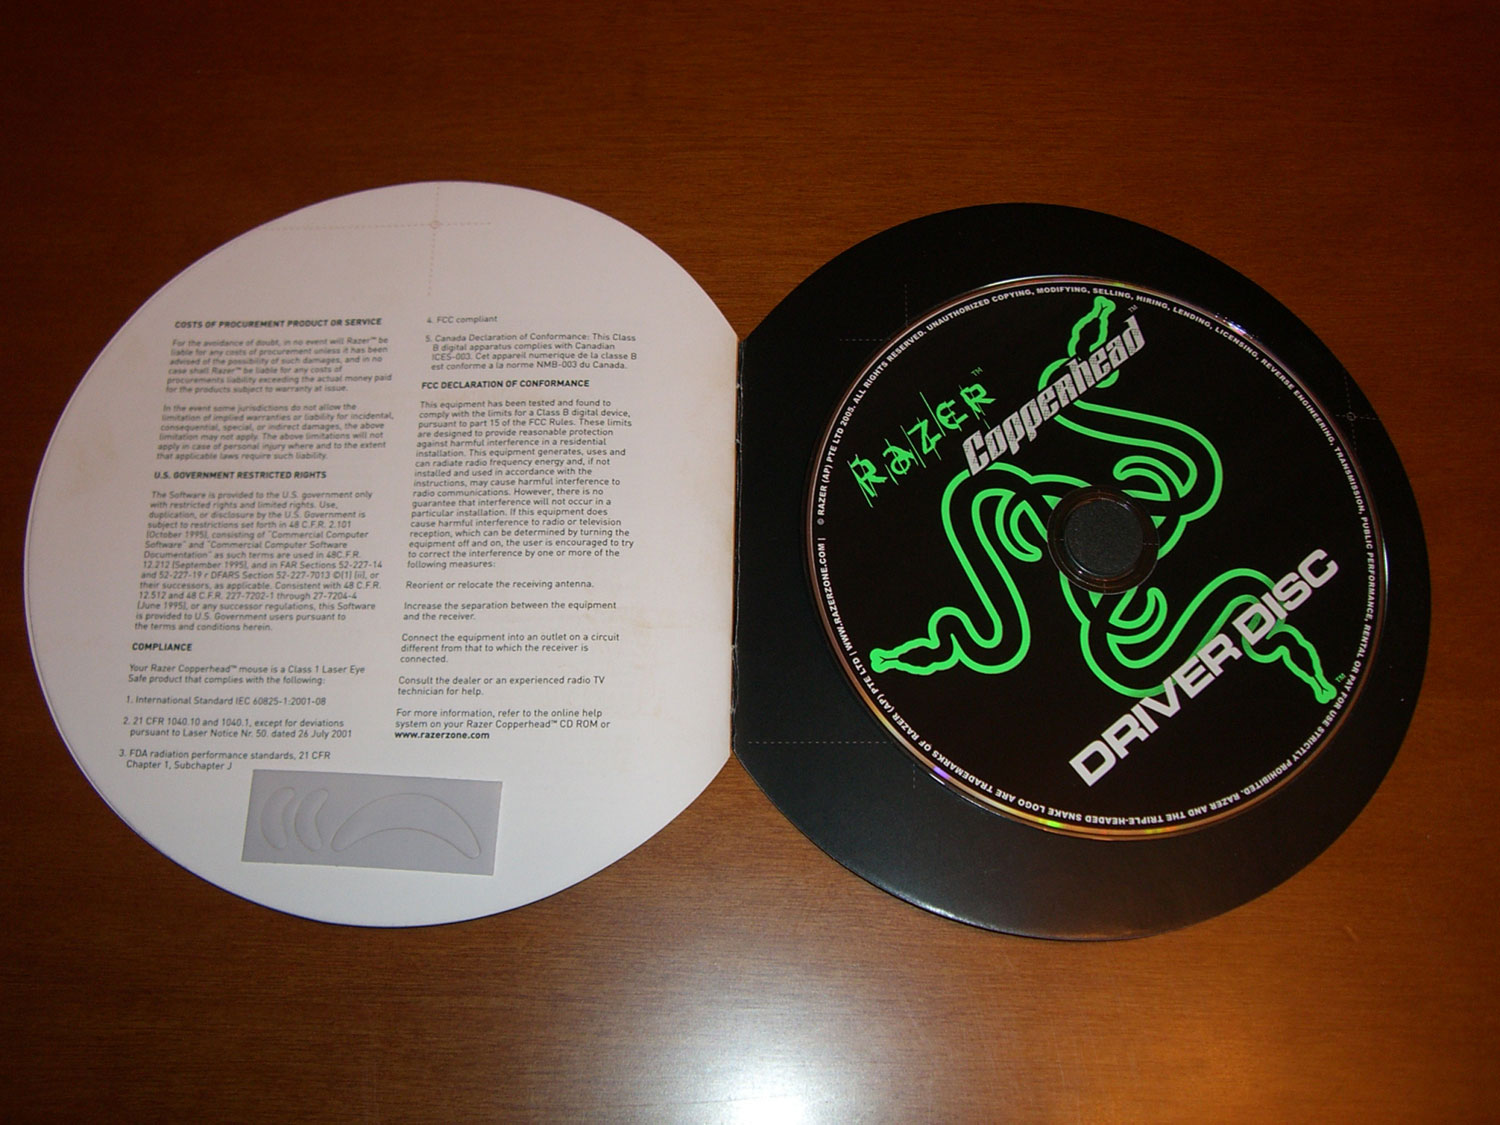 COSTS OF PROCUREMENT PRODUCT OR SERVICE
For the avoidance of doubt, in no event will Razer™ be
liable for any costs of procurement unless it has been
advised of the possibility of such damages, and in no
case shall Razer™ be liable for any costs of
procurements liability exceeding the actual money paid
for the products subject to warranty at issue.
In the event some jurisdictions do not allow the
limitation of implied warranties or liability for incidental,
consequential, special, or indirect damages, the above
limitation may not apply. The above limitations will not
apply in case of personal injury where and to the extent
that applicable laws require such liability.
U.S. GOVERNMENT RESTRICTED RIGHTS
The Software is provided to the U.S. government only
with restricted rights and limited rights. Use,
duplication, or disclosure by the U.S. Government is
subject to restrictions set forth in 48 C.F.R. 2.101
(October 1995), consisting of "Commercial Computer
Software" and "Commercial Computer Software
Documentation" as such terms are used in 48C.F.R.
12.212 (September 1995), and in FAR Sections 52-227-14
and 52-227-19 r DFARS Section 52-227-7013 ©(1) (ii), or
their successors, as applicable. Consistent with 48 C.F.R.
12.512 and 48 C.F.R. 227-7202-1 through 27-7204-4
(June 1995), or any successor regulations, this Software
is provided to U.S. Government users pursuant to
the terms and conditions herein.
COMPLIANCE
Your Razer Copperhead™ mouse is a Class 1 Laser Eye
Safe product that complies with the following:
1. International Standard IEC 60825-1:2001-08
2. 21 CFR 1040.10 and 1040.1, except for deviations
pursuant to Laser Notice Nr. 50. dated 26 July 2001
3. FDA radiation performance standards, 21 CFR
Chapter 1, Subchapter J
4. FCC compliant
5. Canada Declaration of Conformance: This Class
B digital apparatus complies with Canadian
ICES-003. Cet appareil numerique de la classe B
est conforme a la norme NMB-003 du Canada.
FCC DECLARATION OF CONFORMANCE
This equipment has been tested and found to
comply with the limits for a Class B digital device,
pursuant to part 15 of the FCC Rules. These limits
are designed to provide reasonable protection
against harmful interference in a residential
installation. This equipment generates, uses and
can radiate radio frequency energy and, if not
installed and used in accordance with the
instructions, may cause harmful interference to
radio communications. However, there is no
guarantee that interference will not occur in a
particular installation. If this equipment does
cause harmful interference to radio or television
reception, which can be determined by turning the
equipment off and on, the user is encouraged to try
to correct the interference by one or more of the
following measures:
Reorient or relocate the receiving antenna.
Increase the separation between the equipment
and the receiver.
Connect the equipment into an outlet on a circuit
different from that to which the receiver is
connected.
Consult the dealer or an experienced radio TV
technician for help.
For more information, refer to the online help
system on your Razer Copperhead™ CD ROM or
www.razerzone.com
RAZER™
Copperhead™
DRIVER DISC
™
© RAZER (AP) PTE LTD 2005. ALL RIGHTS RESERVED. UNAUTHORIZED COPYING, MODIFYING, SELLING, HIRING, LENDING, LICENSING, REVERSE ENGINEERING, TRANSMISSION, PUBLIC PERFORMANCE, RENTAL OR PAY FOR USE STRICTLY PROHIBITED. RAZER AND THE TRIPLE-HEADED SNAKE LOGO ARE TRADEMARKS OF RAZER (AP) PTE LTD | WWW.RAZERZONE.COM |